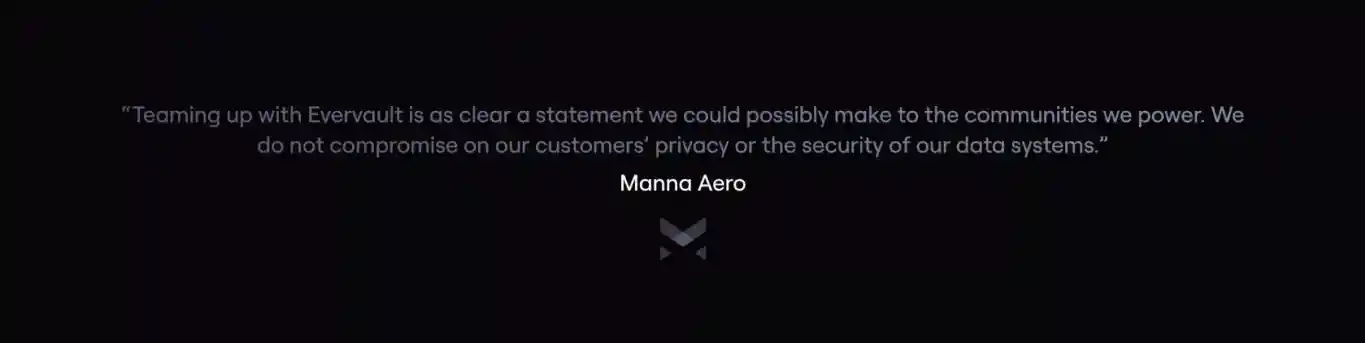 “Teaming up with Evervault is as clear a statement we could possibly make to the communities we power. We
do not compromise on our customers’ privacy or the security of our data systems.”
Manna Aero